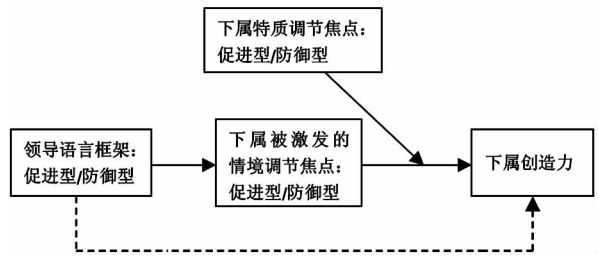 下属特质调节焦点：
促进型/防御型
领导语言框架：
促进型/防御型
下属被激发的
情境调节焦点：
促进型/防御型
下属创造力